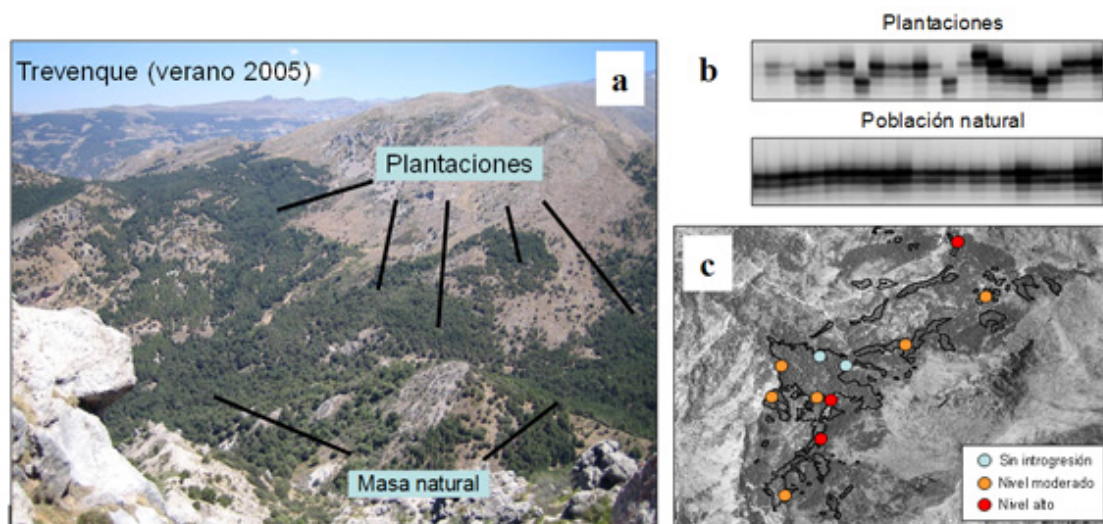 Trevenque (verano 2005)
a
Plantaciones
Masa natural
b
Plantaciones
Población natural
c
Sin introgresión
Nivel moderado
Nivel alto